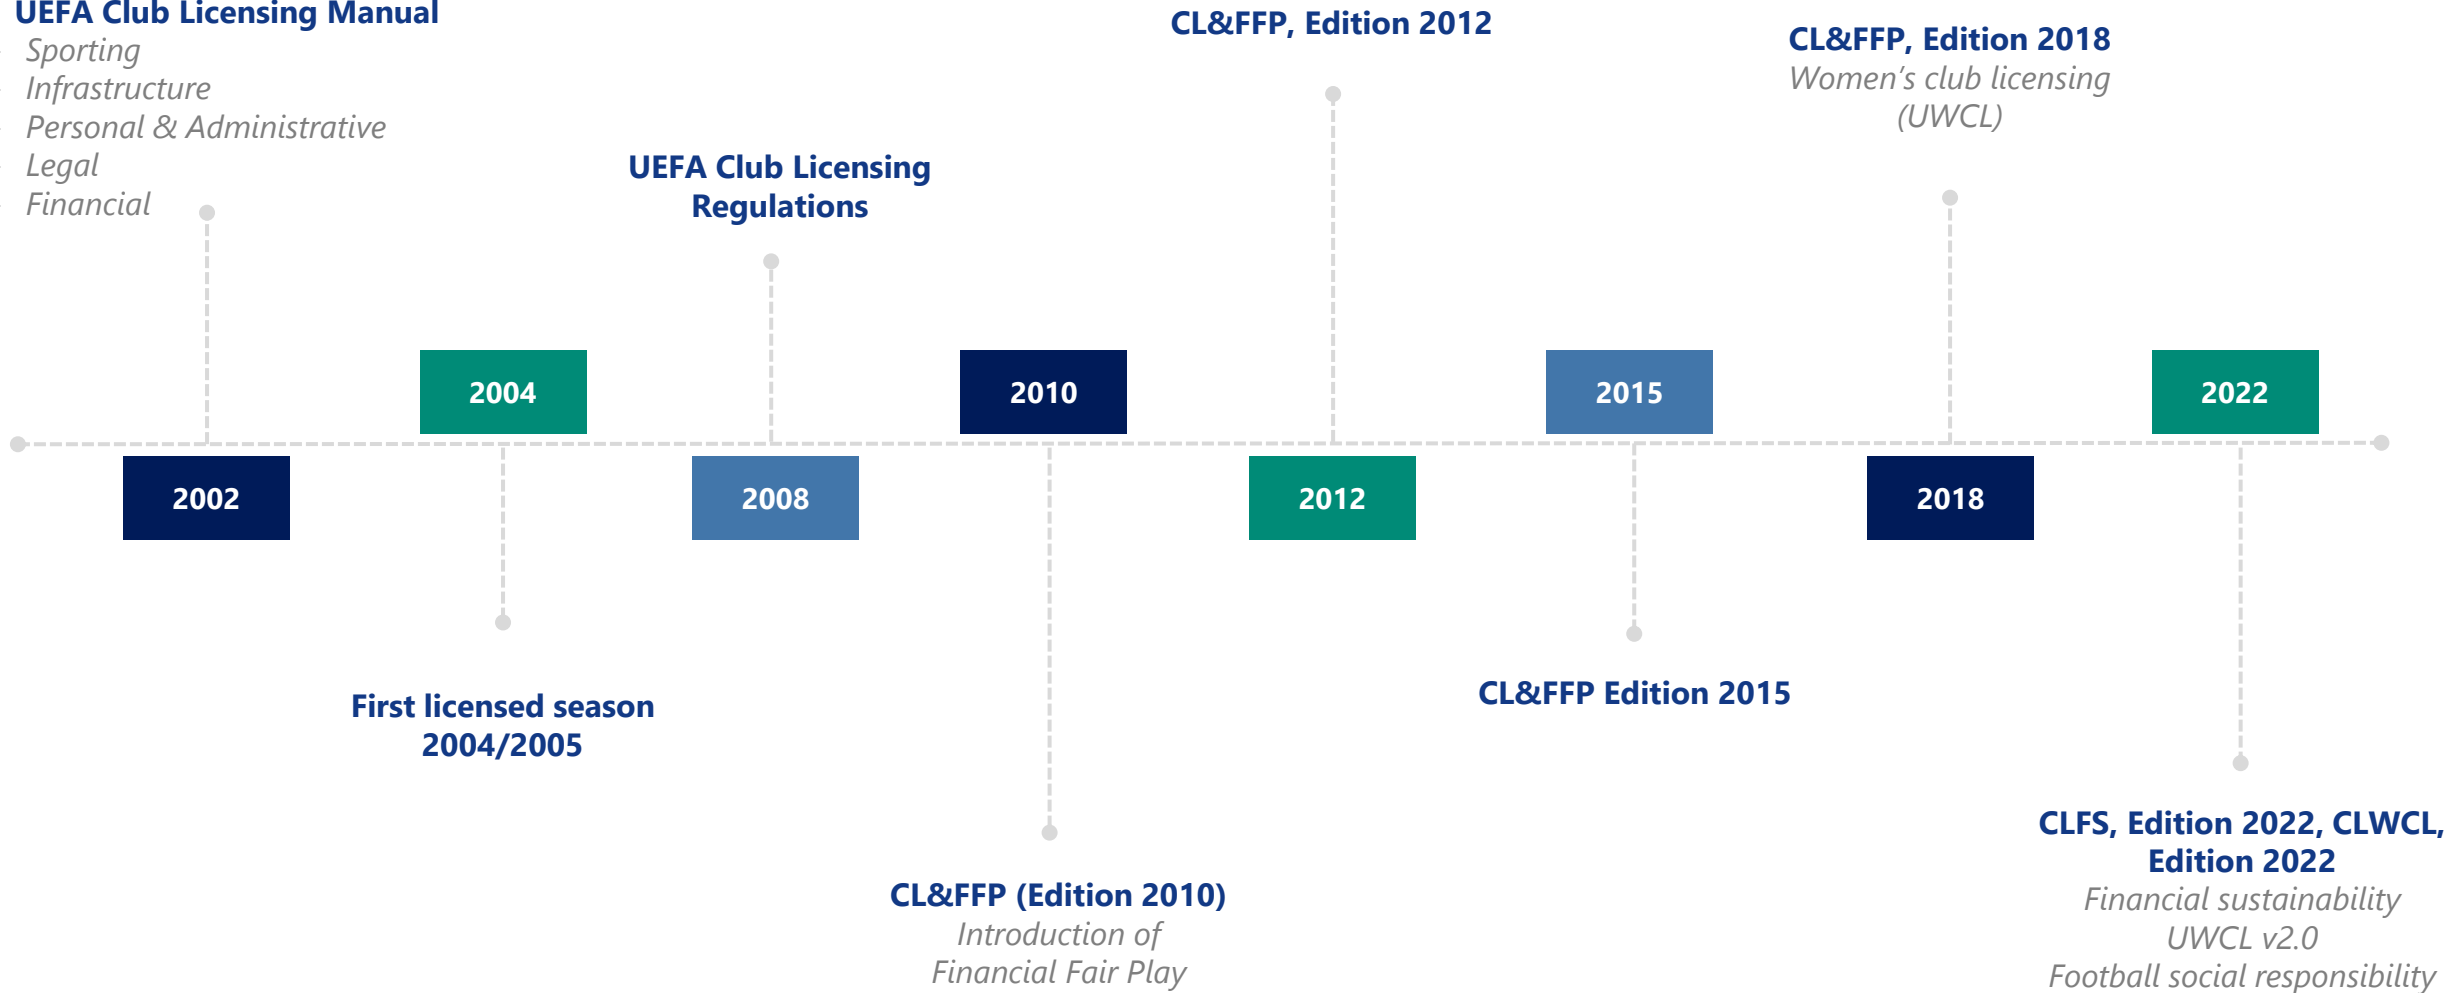 UEFA Club Licensing Manual
- Sporting
- Infrastructure
- Personal & Administrative
- Legal
- Financial
2002
2004
First licensed season
2004/2005
UEFA Club Licensing
Regulations
2008
2010
CL&FFP (Edition 2010)
Introduction of
Financial Fair Play
CL&FFP, Edition 2012
2012
2015
CL&FFP Edition 2015
CL&FFP, Edition 2018
Women’s club licensing
(UWCL)
2018
2022
CLFS, Edition 2022, CLWCL,
Edition 2022
Financial sustainability
UWCL v2.0
Football social responsibility